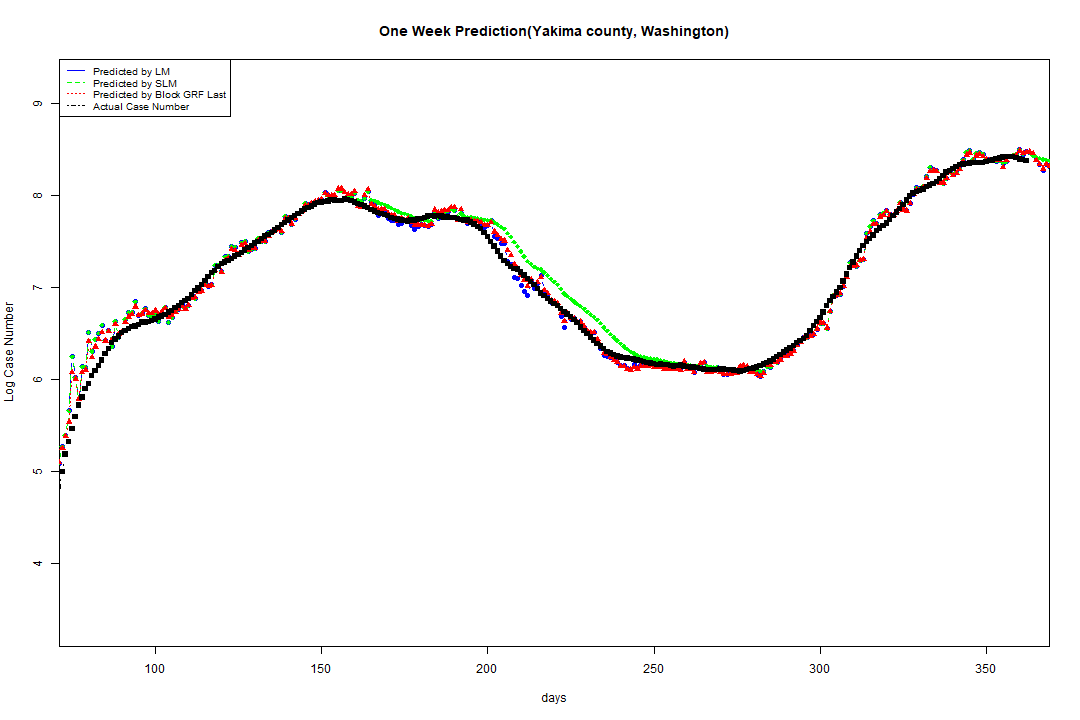 One Week Prediction(Yakima county, Washington)
Predicted by LM
Predicted by SLM
Predicted by Block GRF Last
Actual Case Number
9
8
7
6
5
4
Log Case Number
100 150 200 250 300 350
days